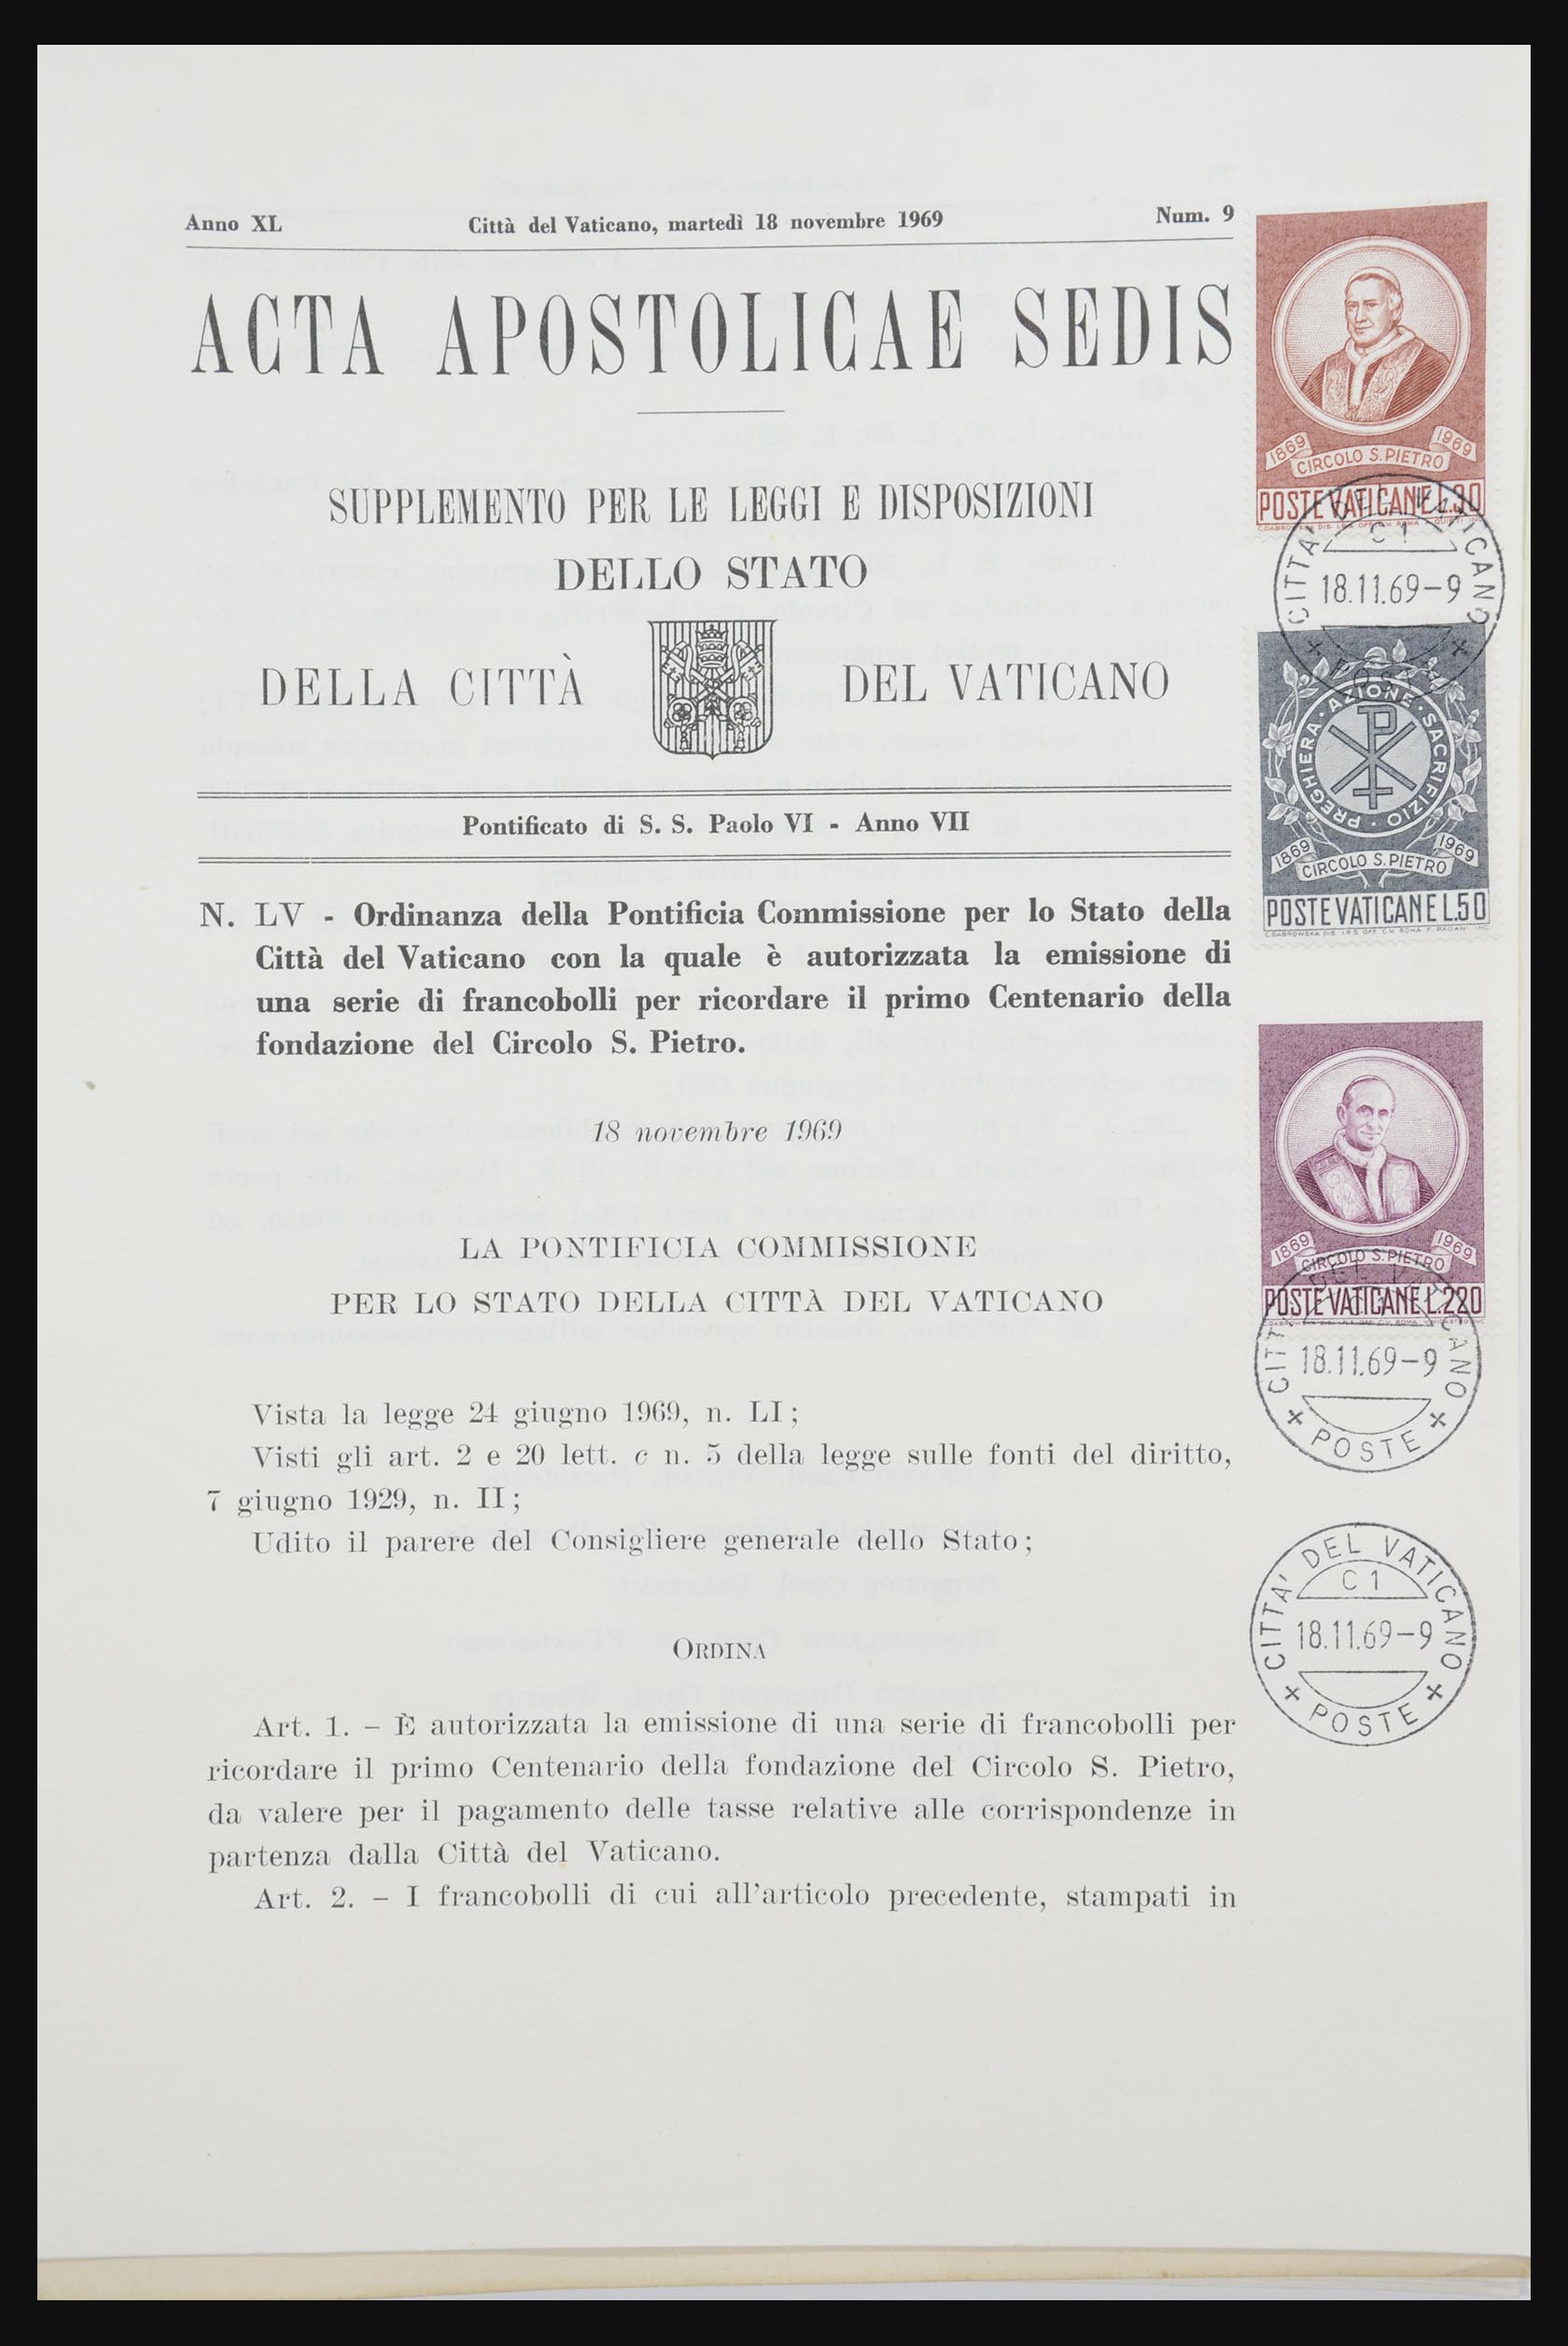 Anno XL Città del Vaticano, martedì 18 novembre 1969 Num. 9
ACTA APOSTOLICAE SEDIS
SUPPLEMENTO PER LE LEGGI E DISPOSIZIONI
DELLO STATO
DELLA CITTÀ DEL VATICANO
Pontificato di S. S. Paolo VI - Anno VII
N. LV - Ordinanza della Pontificia Commissione per lo Stato della
Città del Vaticano con la quale è autorizzata la emissione di
una serie di francobolli per ricordare il primo Centenario della
fondazione del Circolo S. Pietro.
18 novembre 1969
LA PONTIFICIA COMMISSIONE
PER LO STATO DELLA CITTÀ DEL VATICANO
Vista la legge 24 giugno 1969, n. LI;
Visti gli art. 2 e 20 lett. c n. 5 della legge sulle fonti del diritto,
7 giugno 1929, n. II;
Udito il parere del Consigliere generale dello Stato;
ORDINA
Art. 1. – È autorizzata la emissione di una serie di francobolli per
ricordare il primo Centenario della fondazione del Circolo S. Pietro,
da valere per il pagamento delle tasse relative alle corrispondenze in
partenza dalla Città del Vaticano.
Art. 2. – I francobolli di cui all'articolo precedente, stampati in
1869 CIRCOLO S. PIETRO 1969
POSTE VATICANE L.30
CITTA' DEL VATICANO
C 1
18.11.69-9
POSTE
PREGHIERA · AZIONE · SACRIFIZIO ·
1869 CIRCOLO S. PIETRO 1969
POSTE VATICANE L.50
1869 CIRCOLO S. PIETRO 1969
POSTE VATICANE L.220
CITTA' DEL VATICANO
18.11.69-9
POSTE
CITTA' DEL VATICANO
C 1
18.11.69-9
POSTE